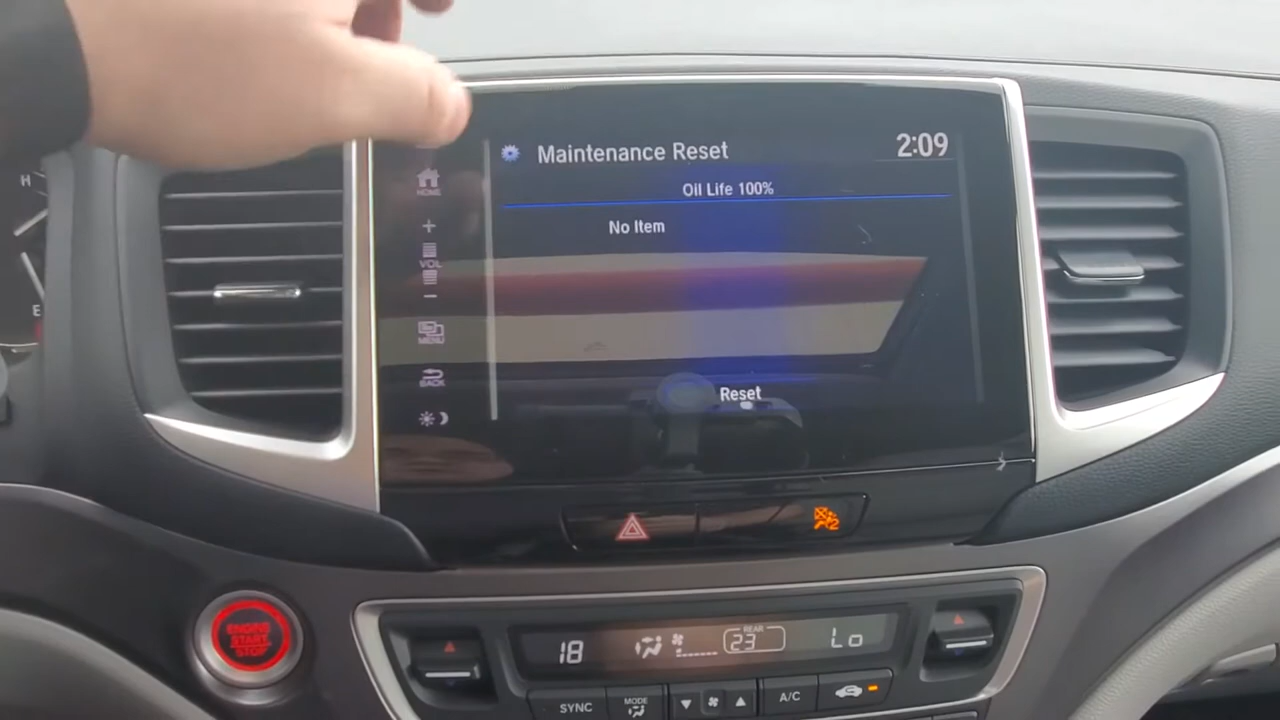 Maintenance Reset
2:09
Oil Life 100%
No Item
Reset
HOME
+
VOL
-
MENU
BACK
H
E
ENGINE
START
STOP
18
REAR
23
Lo
SYNC
MODE
A/C